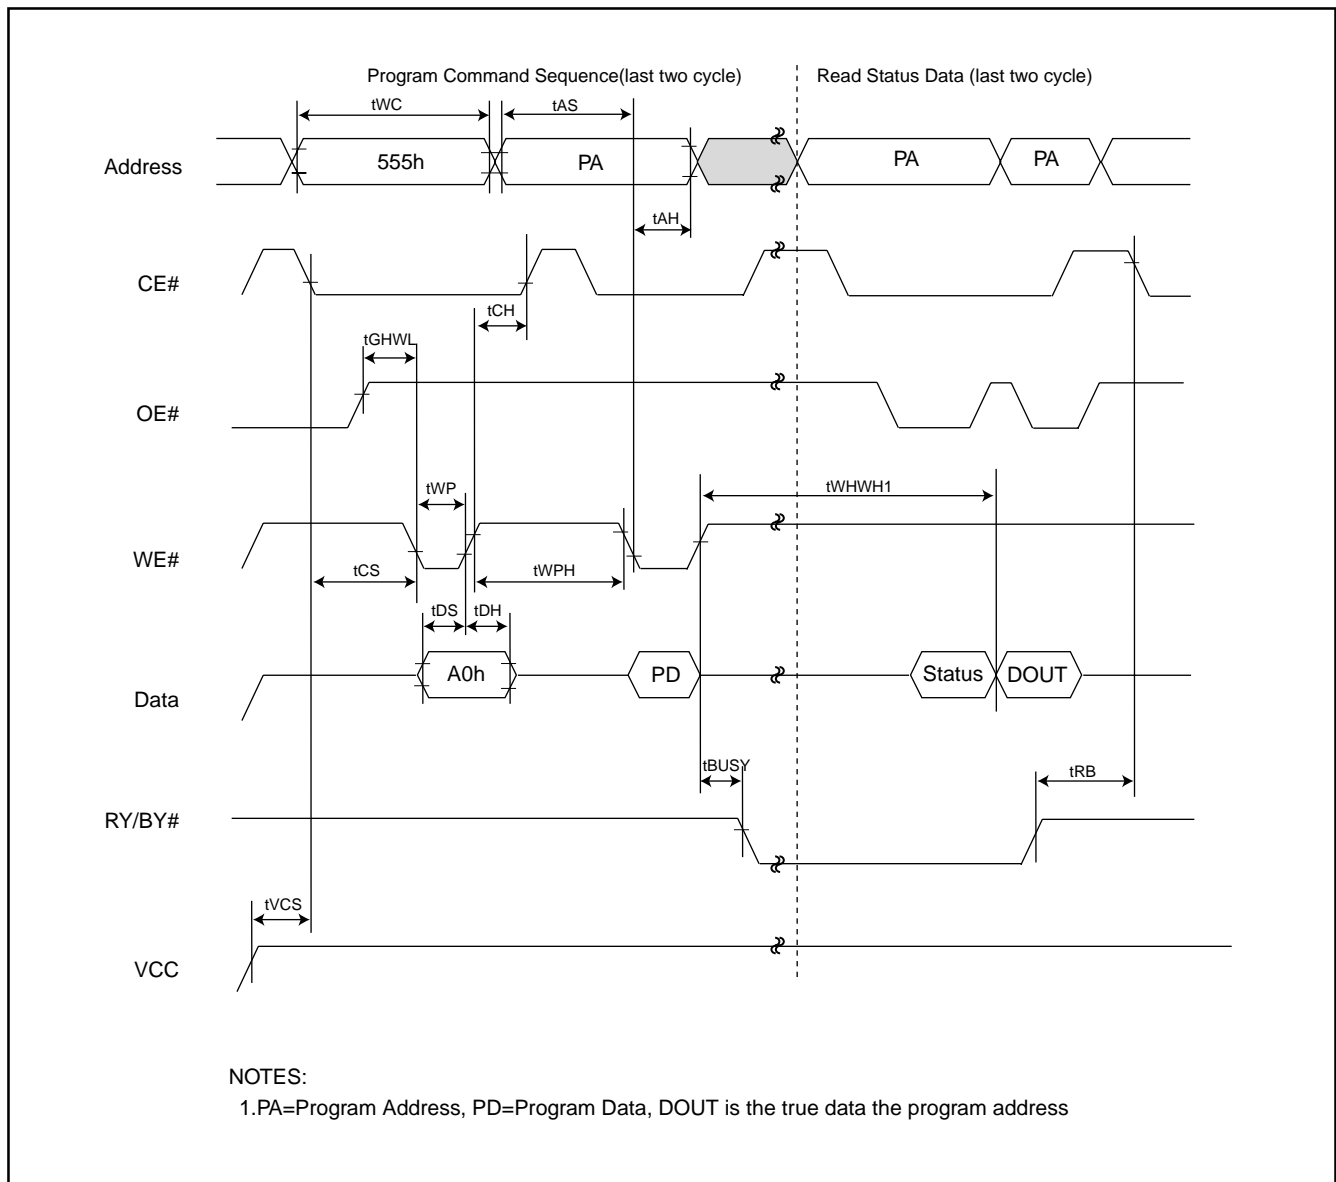 Program Command Sequence(last two cycle)
Read Status Data (last two cycle)
tWC
tAS
Address
555h
PA
PA
PA
tAH
CE#
tCH
tGHWL
OE#
tWP
tWHWH1
WE#
tCS
tWPH
tDS
tDH
A0h
PD
Status
DOUT
Data
tBUSY
tRB
RY/BY#
tVCS
VCC
NOTES:
1.PA=Program Address, PD=Program Data, DOUT is the true data the program address